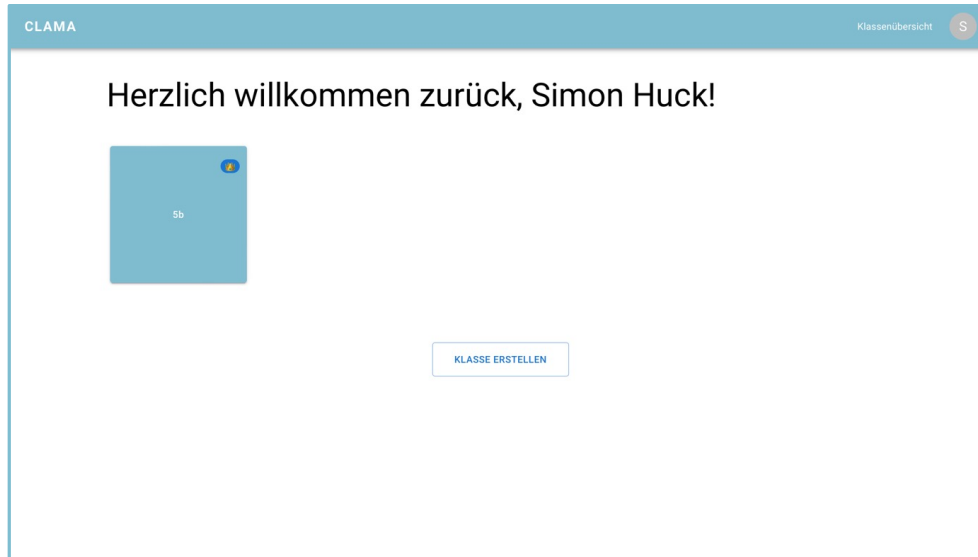 CLAMA
Klassenübersicht
S
Herzlich willkommen zurück, Simon Huck!
5b
KLASSE ERSTELLEN